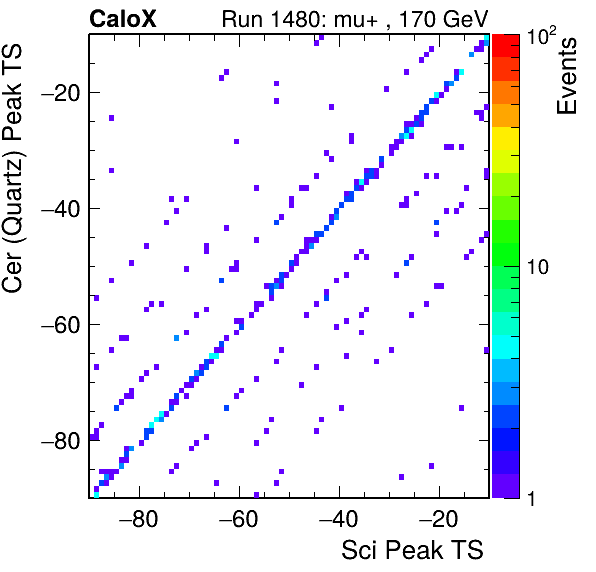 CaloX Run 1480: mu+ , 170 GeV
Cer (Quartz) Peak TS
−20
−40
−60
−80
−80 −60 −40 −20
Sci Peak TS
10²
10
1
Events